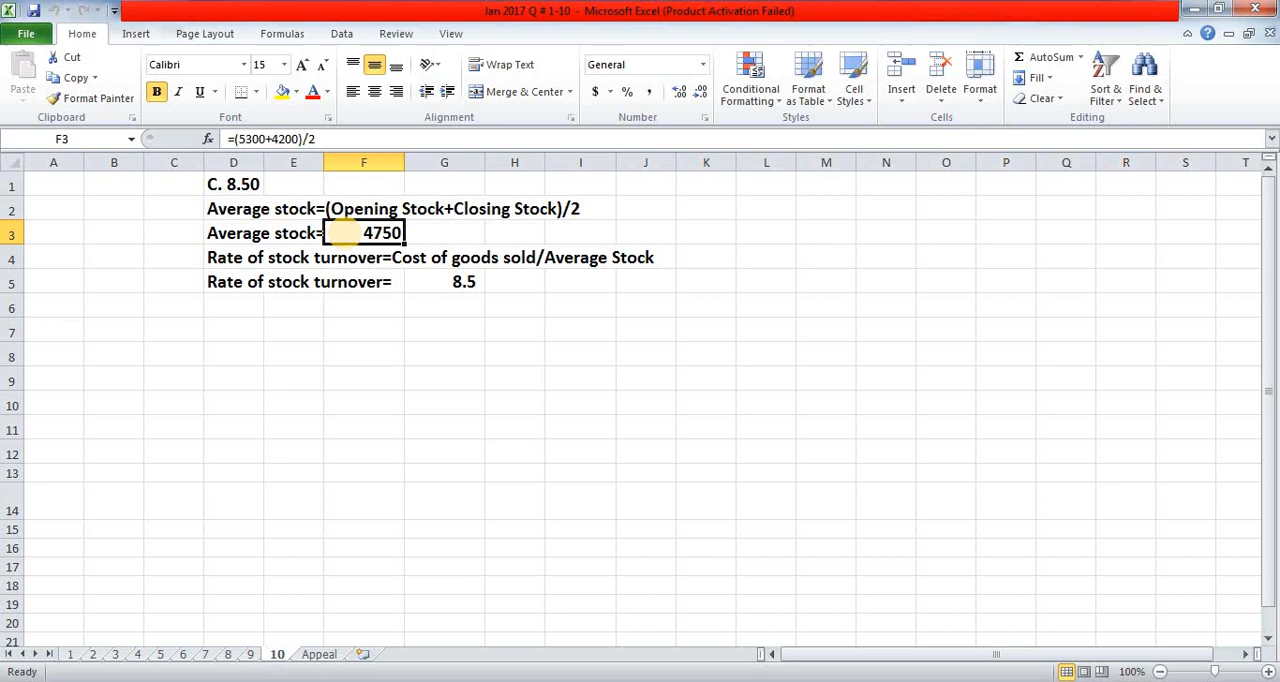 Jan 2017 Q # 1-10 - Microsoft Excel (Product Activation Failed)
File Home Insert Page Layout Formulas Data Review View
Paste Cut Copy Format Painter Clipboard
Calibri 15 A A B I U A Font
Wrap Text Merge & Center Alignment
General $ % , .0 .00 .00 .0 Number
Conditional Formatting Format as Table Cell Styles Styles
Insert Delete Format Cells
Σ AutoSum Fill Clear Sort & Filter Find & Select Editing
F3 fx =(5300+4200)/2
A B C D E F G H I J K L M N O P Q R S T
1 C. 8.50
2 Average stock=(Opening Stock+Closing Stock)/2
3 Average stock= 4750
4 Rate of stock turnover=Cost of goods sold/Average Stock
5 Rate of stock turnover= 8.5
6
7
8
9
10
11
12
13
14
15
16
17
18
19
20
21
1 2 3 4 5 6 7 8 9 10 Appeal
Ready 100%